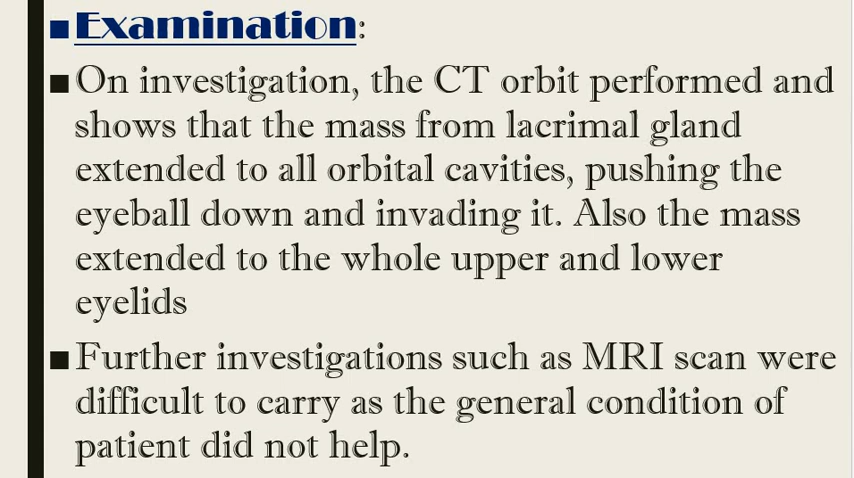 ■Examination:
■On investigation, the CT orbit performed and
shows that the mass from lacrimal gland
extended to all orbital cavities, pushing the
eyeball down and invading it. Also the mass
extended to the whole upper and lower
eyelids
■Further investigations such as MRI scan were
difficult to carry as the general condition of
patient did not help.